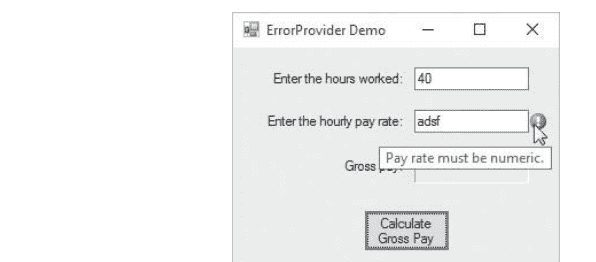 ErrorProvider Demo
Enter the hours worked: 40
Enter the hourly pay rate: adsf
Pay rate must be numeric.
Gross pay:
Calculate
Gross Pay